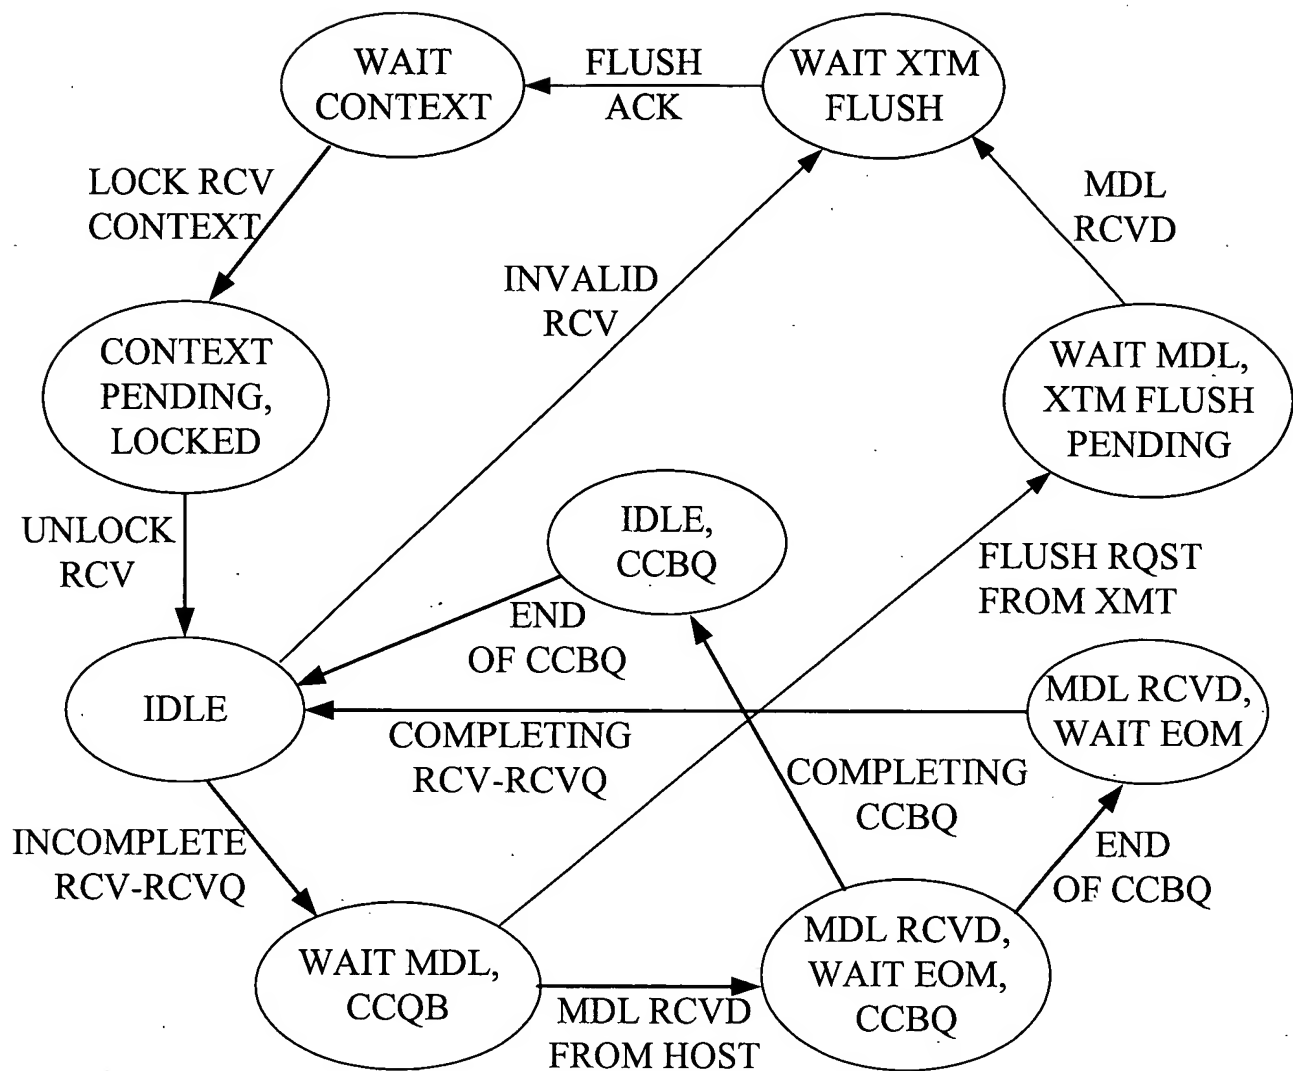 WAIT
CONTEXT
FLUSH
ACK
WAIT XTM
FLUSH
LOCK RCV
CONTEXT
MDL
RCVD
INVALID
RCV
CONTEXT
PENDING,
LOCKED
WAIT MDL,
XTM FLUSH
PENDING
UNLOCK
RCV
IDLE,
CCBQ
FLUSH RQST
FROM XMT
END
OF CCBQ
IDLE
MDL RCVD,
WAIT EOM
COMPLETING
RCV-RCVQ
COMPLETING
CCBQ
INCOMPLETE
RCV-RCVQ
END
OF CCBQ
WAIT MDL,
CCQB
MDL RCVD
FROM HOST
MDL RCVD,
WAIT EOM,
CCBQ